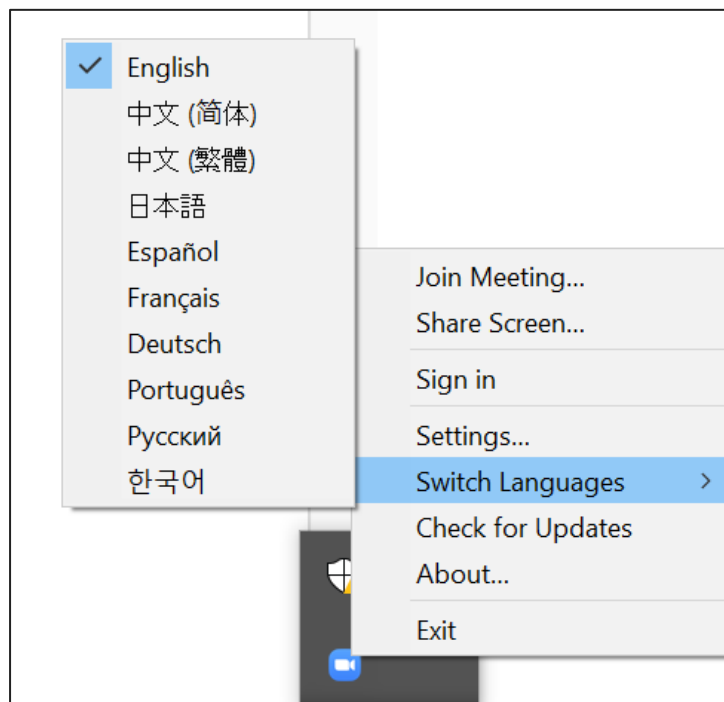 English
中文 (简体)
中文 (繁體)
日本語
Español
Français
Deutsch
Português
Русский
한국어
Join Meeting...
Share Screen...
Sign in
Settings...
Switch Languages
Check for Updates
About...
Exit